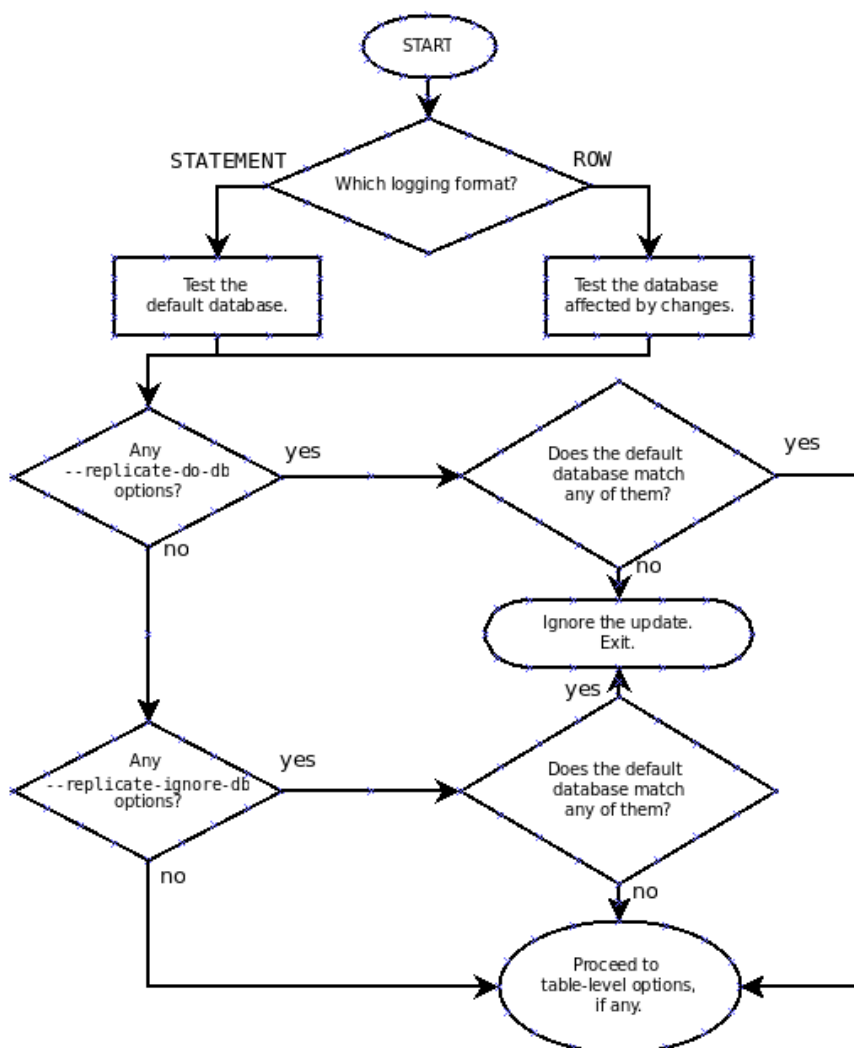 START
STATEMENT
ROW
Which logging format?
Test the
default database.
Test the database
affected by changes.
Any
--replicate-do-db
options?
yes
Does the default
database match
any of them?
yes
no
no
Ignore the update.
Exit.
yes
Any
--replicate-ignore-db
options?
yes
Does the default
database match
any of them?
no
no
Proceed to
table-level options,
if any.